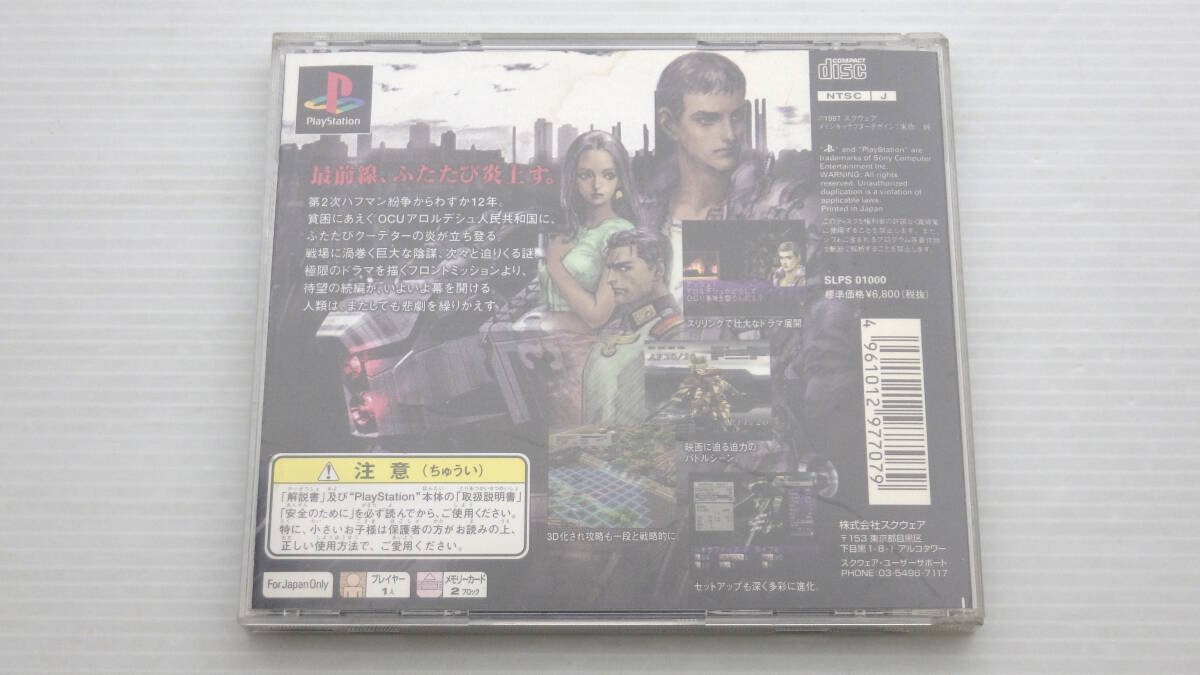 PlayStation
最前線、ふたたび炎上す。
第2次ハフマン紛争からわずか12年。
貧困にあえぐOCUアロルデシュ人民共和国に、
ふたたびクーデターの炎が立ち登る。
戦場に渦巻く巨大な陰謀、次々と迫りくる謎。
極限のドラマを描くフロントミッションより、
待望の続編が、いよいよ幕を開ける。
人類は、またしても悲劇を繰りかえす。
スリリングで壮大なドラマ展開
映画に迫る迫力の
バトルシーン
3D化され攻略も一段と戦略的に
セットアップも深く多彩に進化。
注意(ちゅうい)
「解説書」及び"PlayStation"本体の「取扱説明書」
「安全のために」を必ず読んでから、ご使用ください。
特に、小さいお子様は保護者の方がお読みの上、
正しい使用方法で、ご愛用ください。
For Japan Only
プレイヤー
1人
メモリーカード
2ブロック
COMPACT
disc
NTSC J
©1997 スクウェア
"PS" and "PlayStation" are
trademarks of Sony Computer
Entertainment Inc.
WARNING: All rights
reserved. Unauthorized
duplication is a violation of
applicable laws.
Printed in Japan
SLPS 01000
標準価格¥6,800(税抜)
4961012977079
株式会社スクウェア
〒153 東京都目黒区
下目黒1-8-1 アルコタワー
スクウェア・ユーザーサポート
PHONE 03-5496-7117